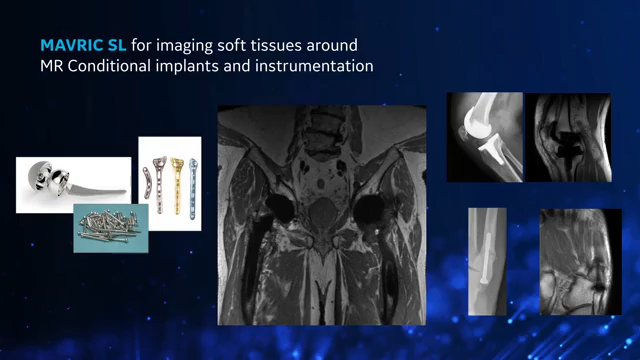 MAVRIC SL for imaging soft tissues around
MR Conditional implants and instrumentation